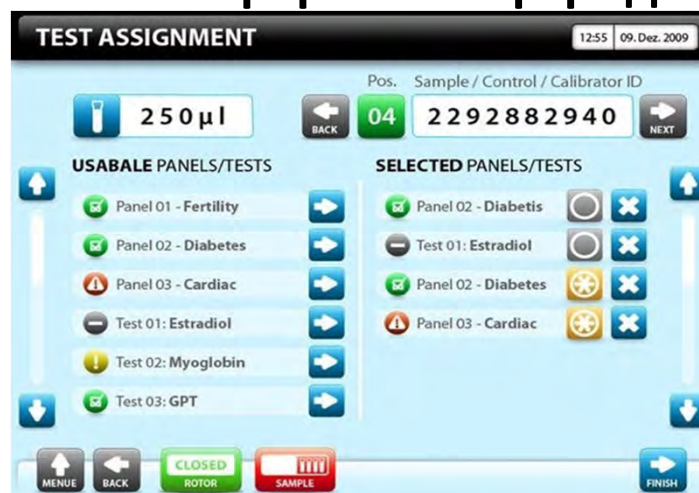 TEST ASSIGNMENT
12:55 09. Dez. 2009
Pos. Sample / Control / Calibrator ID
250µl
BACK
04
2292882940
NEXT
USABALE PANELS/TESTS
Panel 01 - Fertility
Panel 02 - Diabetes
Panel 03 - Cardiac
Test 01: Estradiol
Test 02: Myoglobin
Test 03: GPT
SELECTED PANELS/TESTS
Panel 02 - Diabetis
Test 01: Estradiol
Panel 02 - Diabetes
Panel 03 - Cardiac
MENUE
BACK
CLOSED
ROTOR
SAMPLE
FINISH